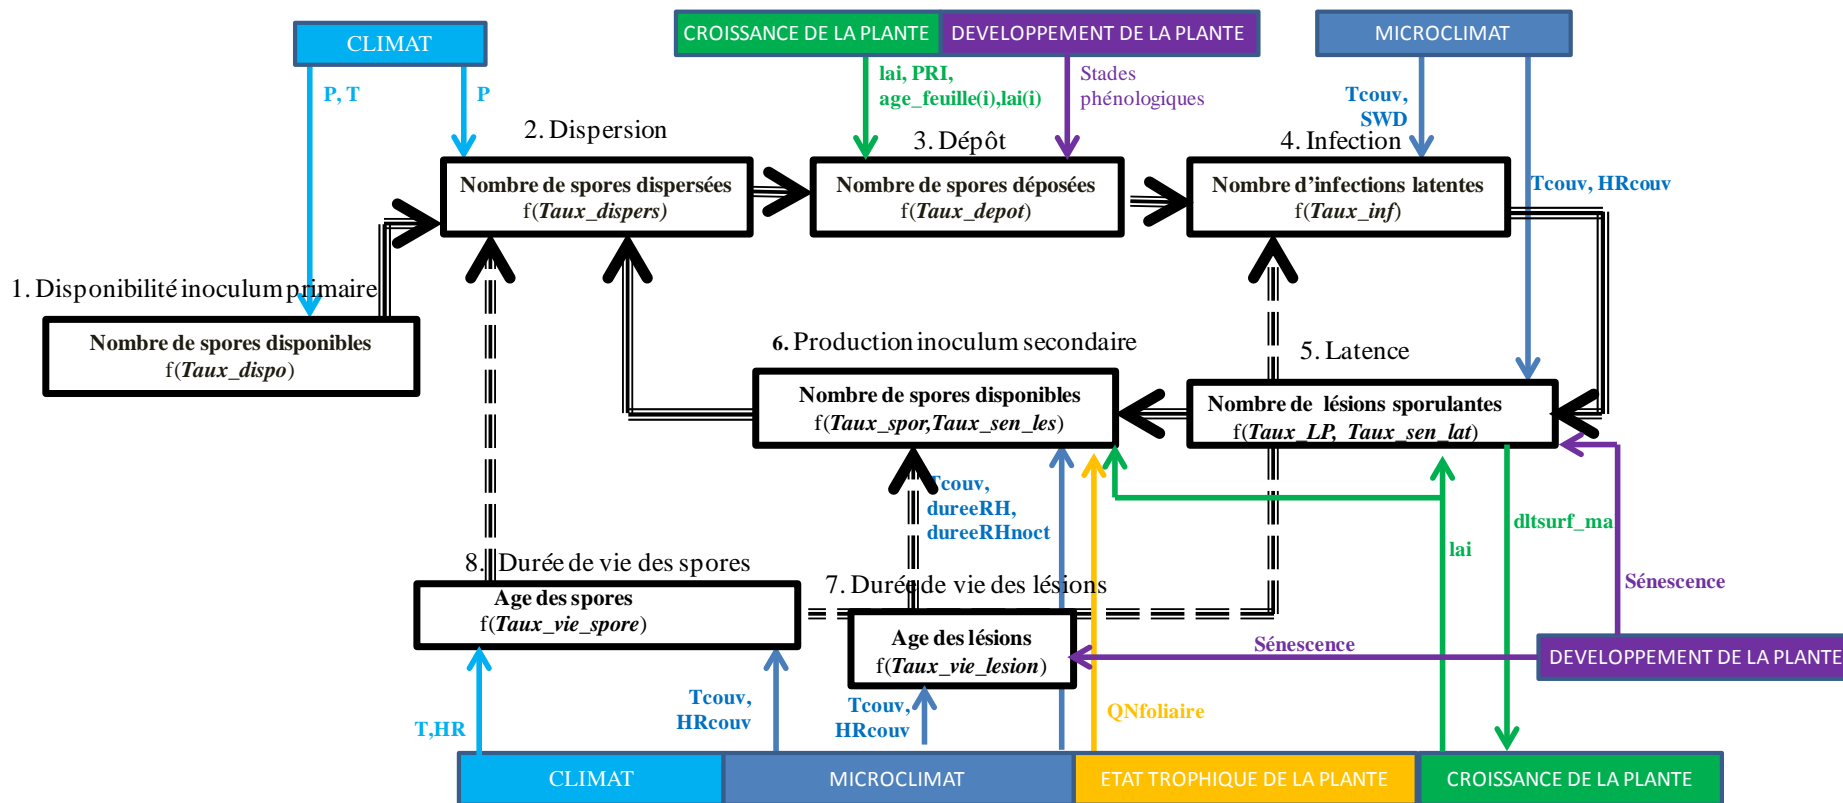 CLIMAT
CROISSANCE DE LA PLANTE
DEVELOPPEMENT DE LA PLANTE
MICROCLIMAT
P, T
P
lai, PRI,
age_feuille(i),lai(i)
Stades
phénologiques
Tcouv,
SWD
Tcouv, HRcouv
2. Dispersion
3. Dépôt
4. Infection
Nombre de spores dispersées
f(Taux_dispers)
Nombre de spores déposées
f(Taux_depot)
Nombre d'infections latentes
f(Taux_inf)
1. Disponibilité inoculum primaire
Nombre de spores disponibles
f(Taux_dispo)
6. Production inoculum secondaire
5. Latence
Nombre de spores disponibles
f(Taux_spor,Taux_sen_les)
Nombre de lésions sporulantes
f(Taux_LP, Taux_sen_lat)
Tcouv,
dureeRH,
dureeRHnoct
dltsurf_ma
lai
Sénescence
8. Durée de vie des spores
7. Durée de vie des lésions
Age des spores
f(Taux_vie_spore)
Age des lésions
f(Taux_vie_lesion)
Sénescence
DEVELOPPEMENT DE LA PLANTE
T,HR
Tcouv,
HRcouv
Tcouv,
HRcouv
QNfoliaire
CLIMAT
MICROCLIMAT
ETAT TROPHIQUE DE LA PLANTE
CROISSANCE DE LA PLANTE